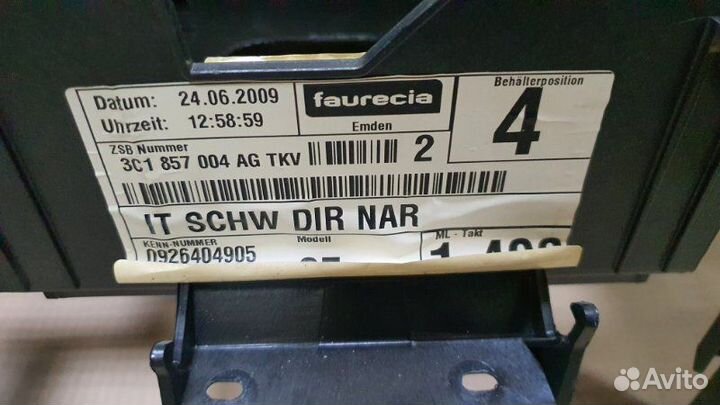 Datum: 24.06.2009
Uhrzeit: 12:58:59
faurecia
Emden
Behälterposition
4
ZSB Nummer
3C1 857 004 AG TKV
2
IT SCHW DIR NAR
KENN-NUMMER
0926404905
Modell
ML - Takt
Avito